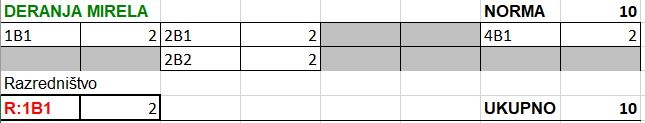 DERANJA MIRELA NORMA 10
1B1 2 2B1 2 4B1 2
2B2 2
Razredništvo
R:1B1 2 UKUPNO 10